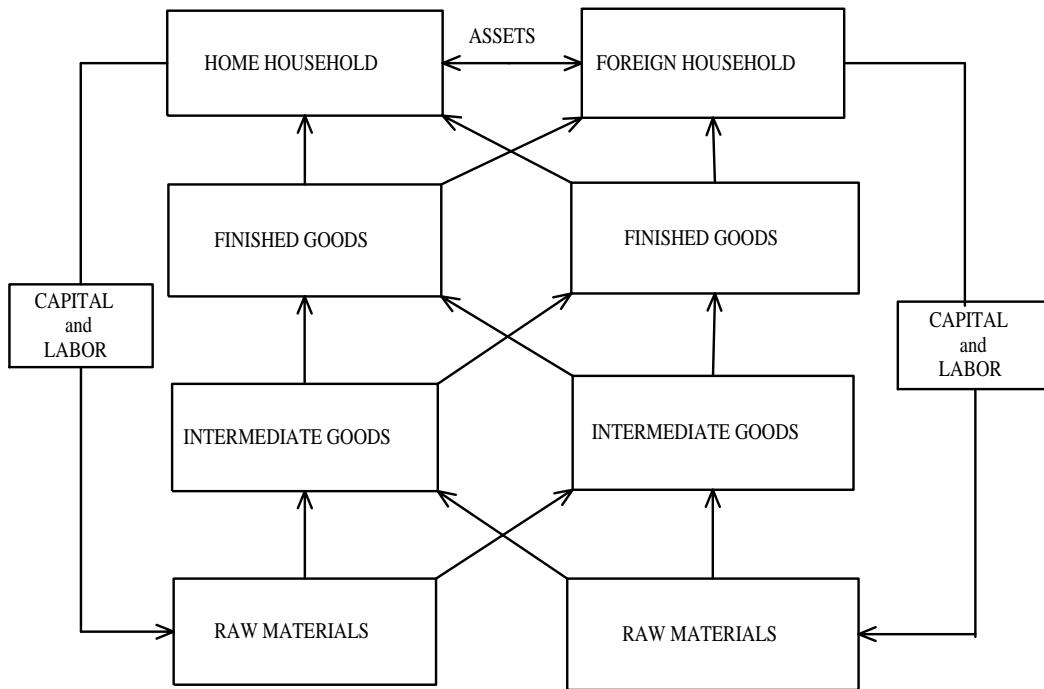 ASSETS
HOME HOUSEHOLD
FOREIGN HOUSEHOLD
FINISHED GOODS
FINISHED GOODS
CAPITAL
and
LABOR
CAPITAL
and
LABOR
INTERMEDIATE GOODS
INTERMEDIATE GOODS
RAW MATERIALS
RAW MATERIALS